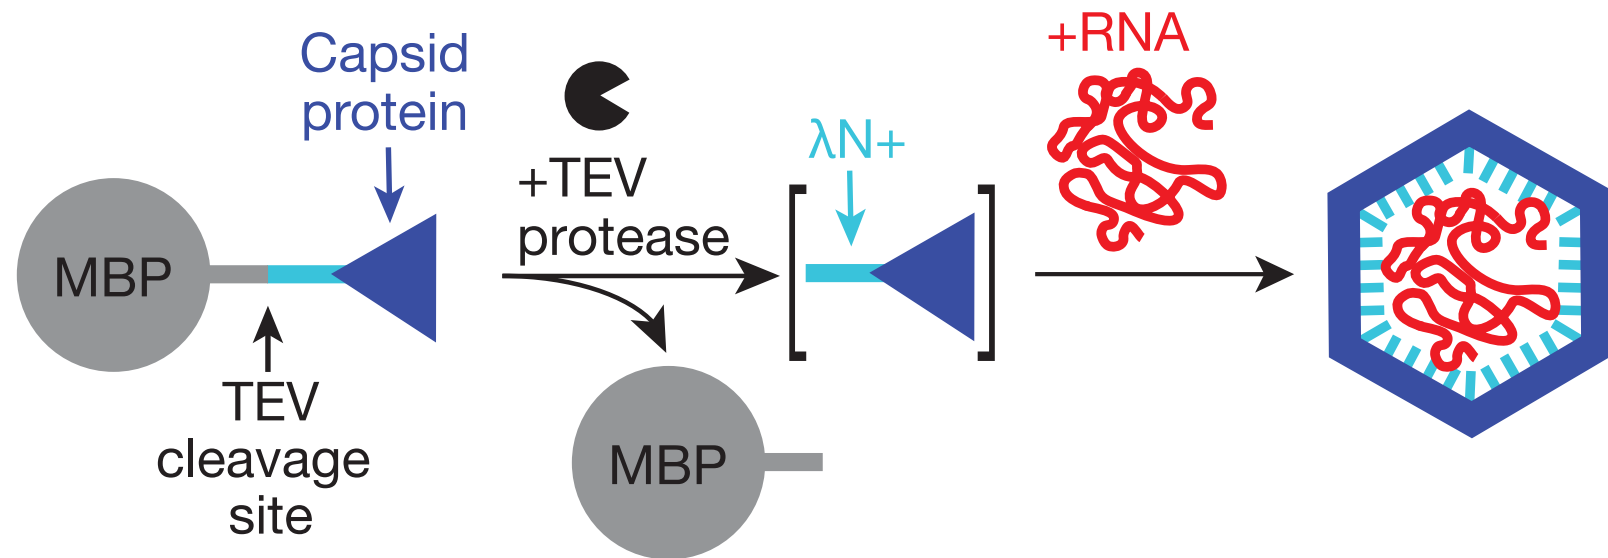 Capsid
protein
MBP
TEV
cleavage
site
+TEV
protease
MBP
λN+
+RNA